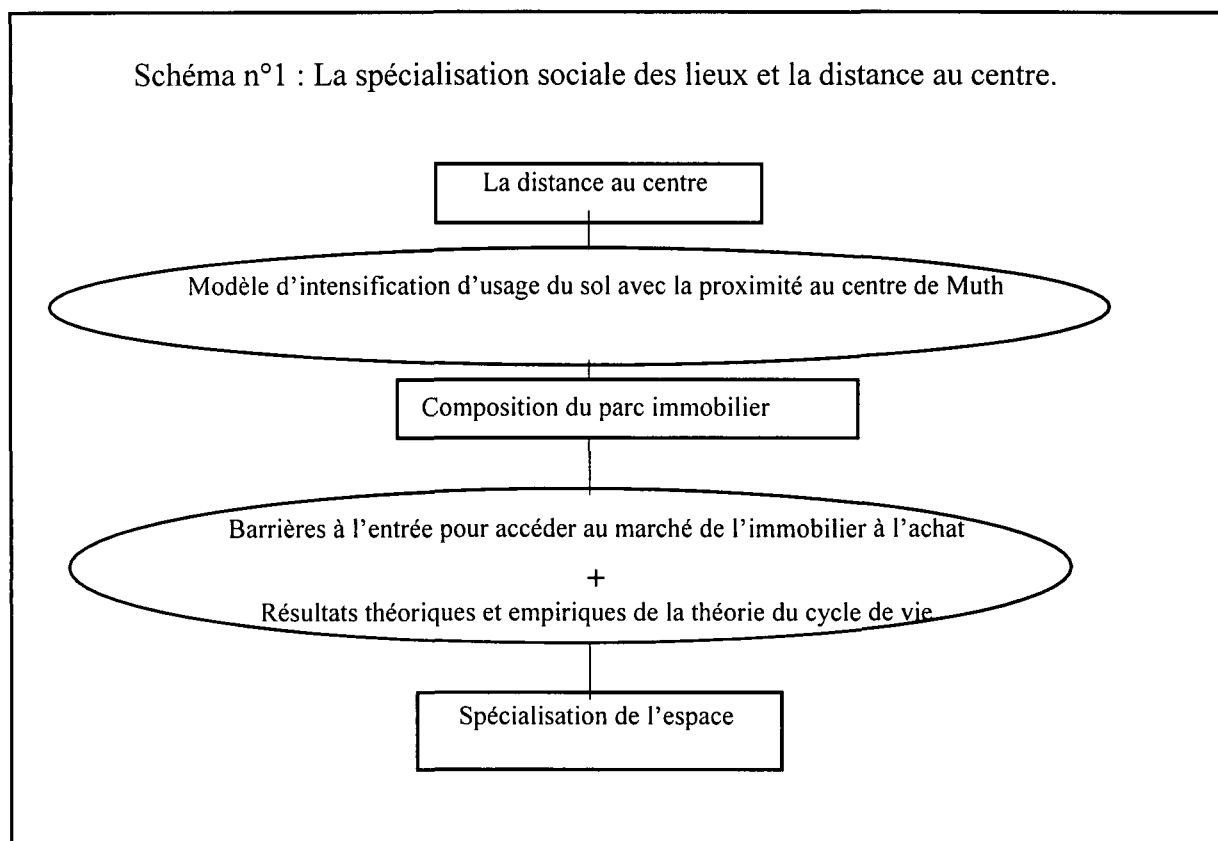 Schéma n°1 : La spécialisation sociale des lieux et la distance au centre.
La distance au centre
Modèle d'intensification d'usage du sol avec la proximité au centre de Muth
Composition du parc immobilier
Barrières à l'entrée pour accéder au marché de l'immobilier à l'achat
+
Résultats théoriques et empiriques de la théorie du cycle de vie
Spécialisation de l'espace